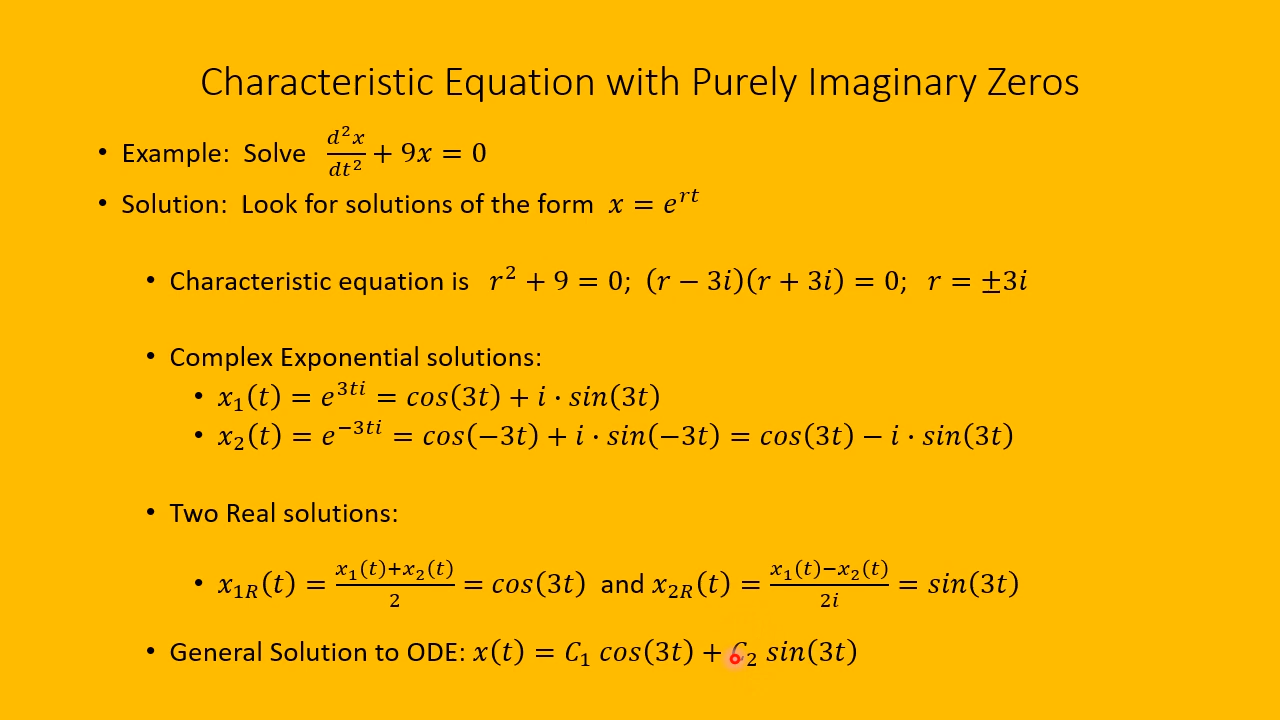 Characteristic Equation with Purely Imaginary Zeros
• Example: Solve d²x/dt² + 9x = 0
• Solution: Look for solutions of the form x = e^{rt}
• Characteristic equation is r² + 9 = 0; (r − 3i)(r + 3i) = 0; r = ±3i
• Complex Exponential solutions:
• x₁(t) = e^{3ti} = cos(3t) + i · sin(3t)
• x₂(t) = e^{−3ti} = cos(−3t) + i · sin(−3t) = cos(3t) − i · sin(3t)
• Two Real solutions:
• x_{1R}(t) = (x₁(t)+x₂(t))/2 = cos(3t) and x_{2R}(t) = (x₁(t)−x₂(t))/2i = sin(3t)
• General Solution to ODE: x(t) = C₁ cos(3t) + C₂ sin(3t)